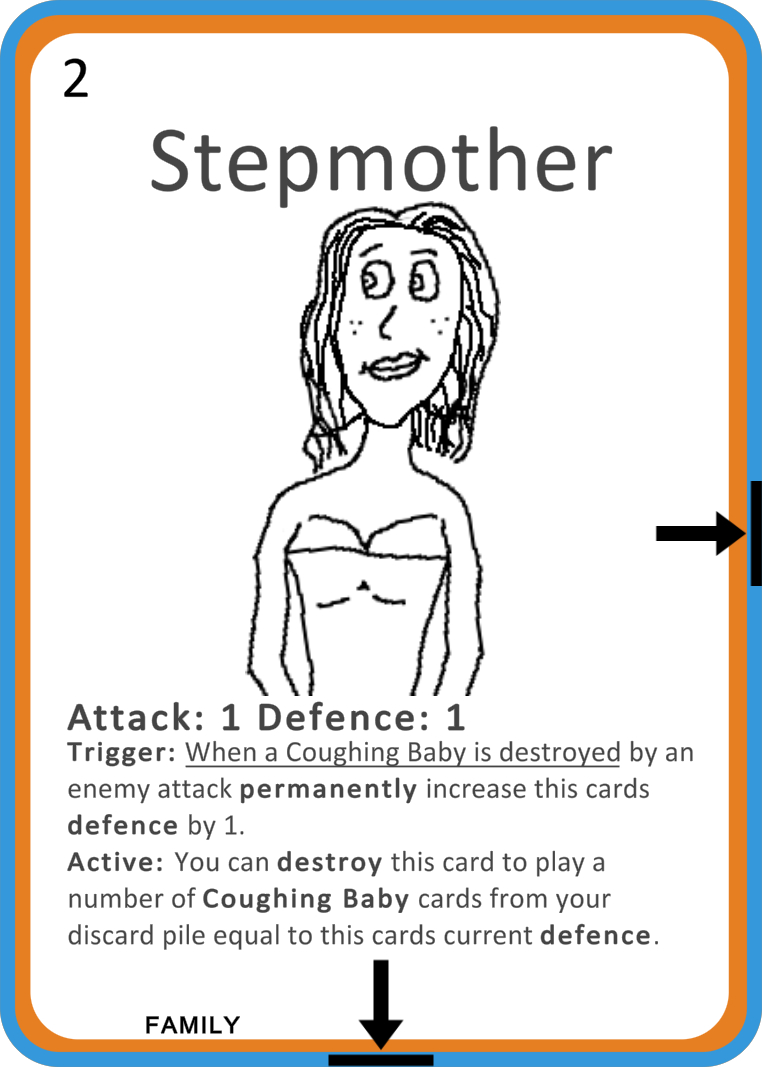 2
Stepmother
Attack: 1 Defence: 1
Trigger: When a Coughing Baby is destroyed by an
enemy attack permanently increase this cards
defence by 1.
Active: You can destroy this card to play a
number of Coughing Baby cards from your
discard pile equal to this cards current defence.
FAMILY